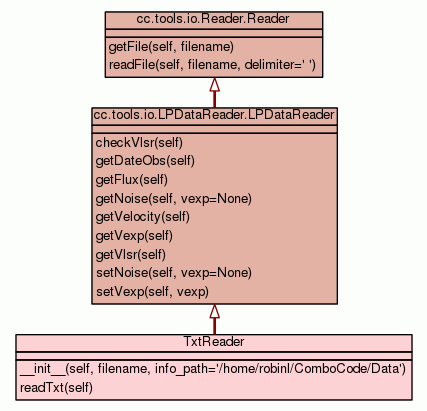 cc.tools.io.Reader.Reader
getFile(self, filename)
readFile(self, filename, delimiter=' ')
cc.tools.io.LPDataReader.LPDataReader
checkVlsr(self)
getDateObs(self)
getFlux(self)
getNoise(self, vexp=None)
getVelocity(self)
getVexp(self)
getVlsr(self)
setNoise(self, vexp=None)
setVexp(self, vexp)
TxtReader
__init__(self, filename, info_path='/home/robinl/ComboCode/Data')
readTxt(self)